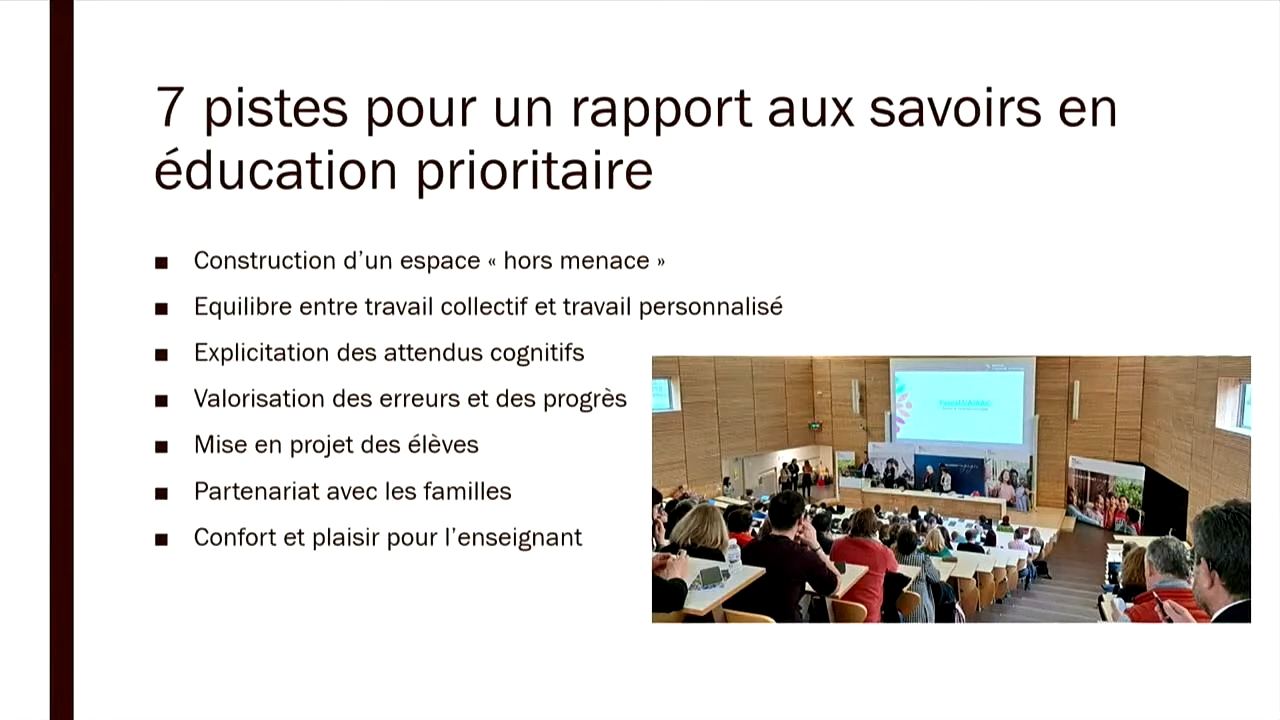 7 pistes pour un rapport aux savoirs en
éducation prioritaire
■ Construction d’un espace « hors menace »
■ Equilibre entre travail collectif et travail personnalisé
■ Explicitation des attendus cognitifs
■ Valorisation des erreurs et des progrès
■ Mise en projet des élèves
■ Partenariat avec les familles
■ Confort et plaisir pour l’enseignant